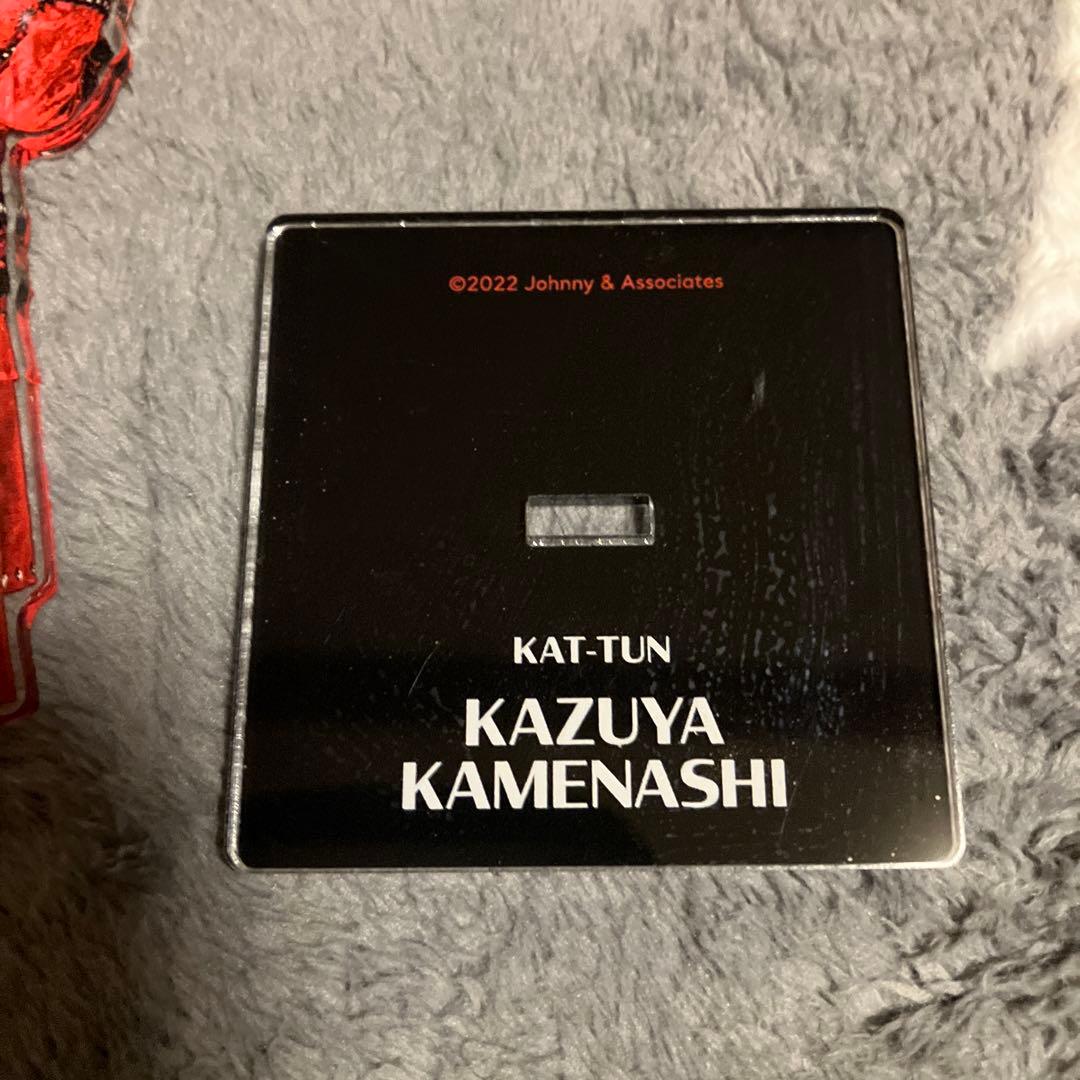 ©2022 Johnny & Associates
KAT-TUN
KAZUYA
KAMENASHI